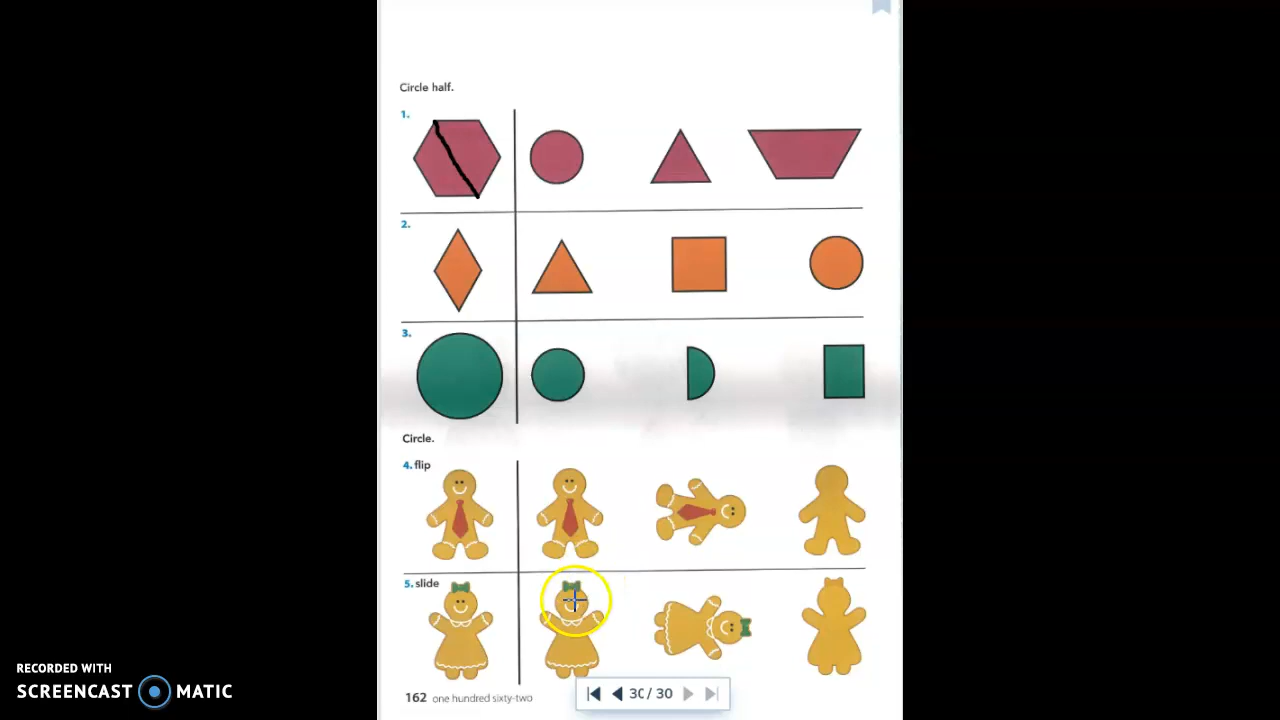 Circle half.
1.
2.
3.
Circle.
4. flip
5. slide
162 one hundred sixty-two
30 / 30
RECORDED WITH
SCREENCAST MATIC